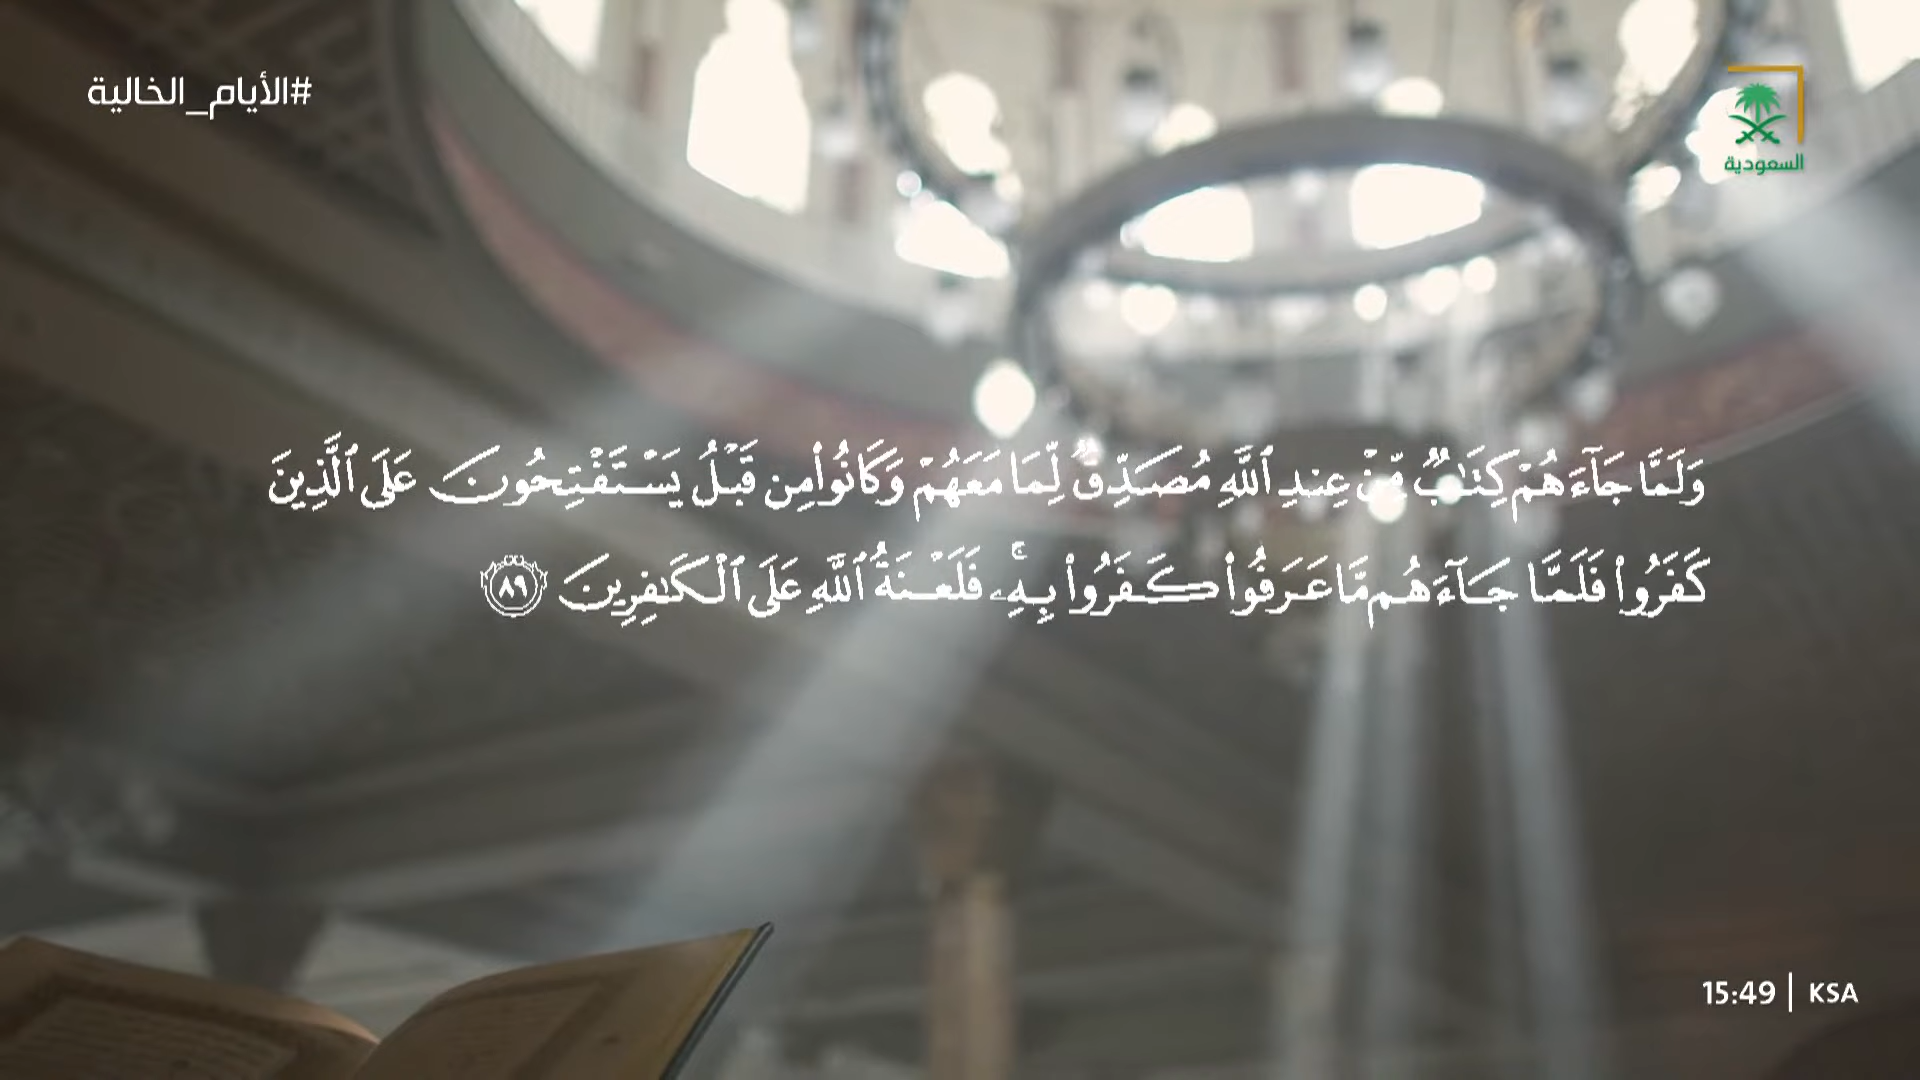 #الأيام_الخالية
السعودية
وَلَمَّا جَآءَهُمْ كِتَٰبٌ مِّنْ عِندِ ٱللَّهِ مُصَدِّقٌ لِّمَا مَعَهُمْ وَكَانُوا۟ مِن قَبْلُ يَسْتَفْتِحُونَ عَلَى ٱلَّذِينَ
كَفَرُوا۟ فَلَمَّا جَآءَهُم مَّا عَرَفُوا۟ كَفَرُوا۟ بِهِۦ ۚ فَلَعْنَةُ ٱللَّهِ عَلَى ٱلْكَٰفِرِينَ ٨٩
15:49 | KSA